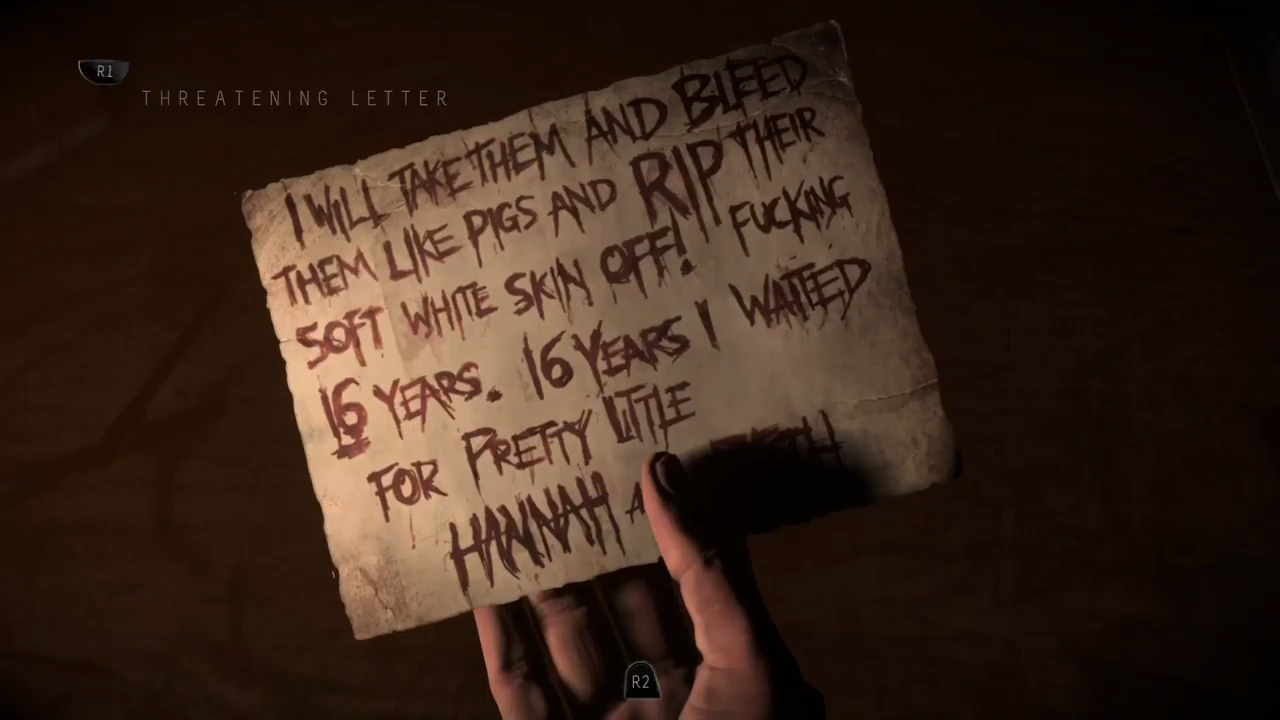 R1
THREATENING LETTER
I WILL TAKE THEM AND BLEED
THEM LIKE PIGS AND RIP THEIR
SOFT WHITE SKIN OFF! FUCKING
16 YEARS. 16 YEARS I WAITED
FOR PRETTY LITTLE
HANNAH
R2